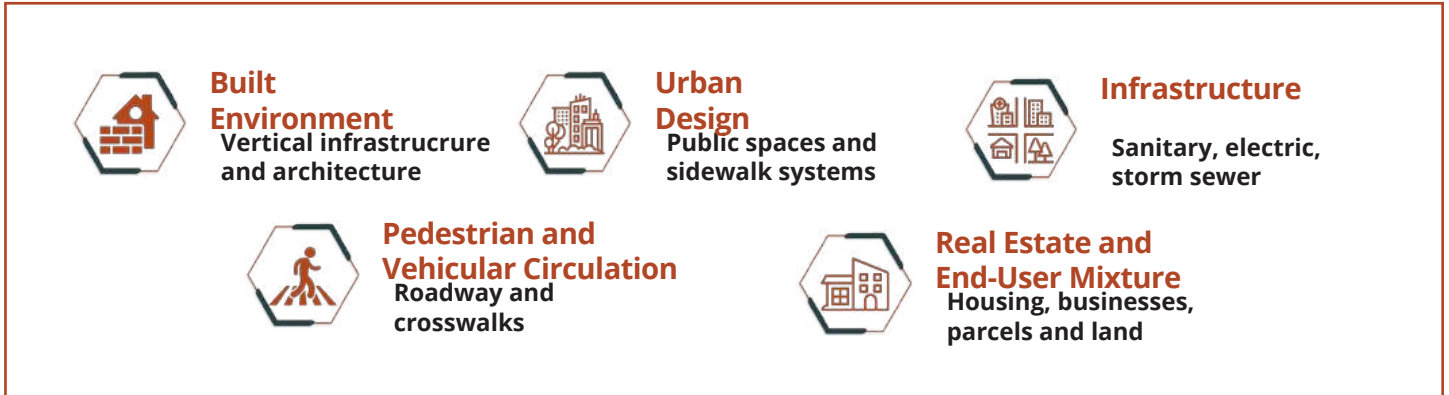 Built
Environment
Vertical infrastrucrure
and architecture
Urban
Design
Public spaces and
sidewalk systems
Infrastructure
Sanitary, electric,
storm sewer
Pedestrian and
Vehicular Circulation
Roadway and
crosswalks
Real Estate and
End-User Mixture
Housing, businesses,
parcels and land